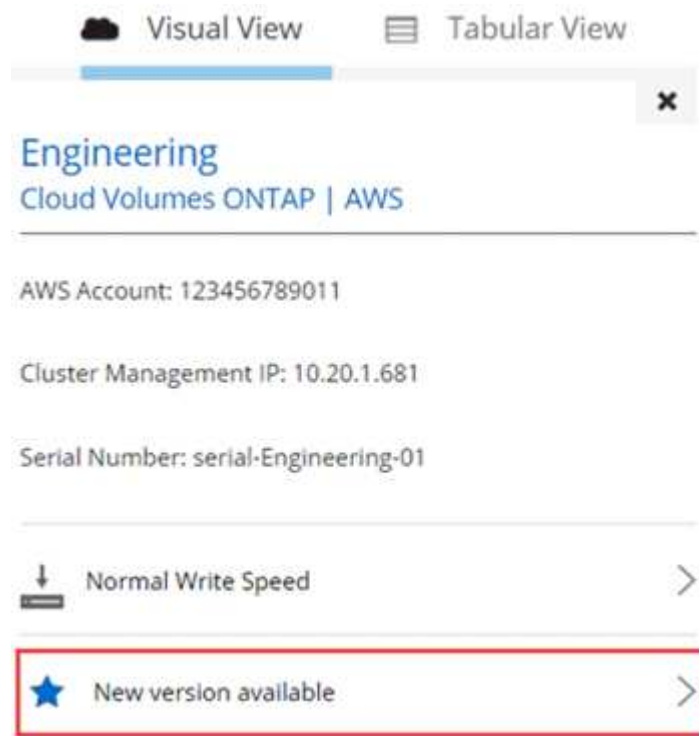 Visual View
Tabular View
Engineering
Cloud Volumes ONTAP | AWS
AWS Account: 123456789011
Cluster Management IP: 10.20.1.681
Serial Number: serial-Engineering-01
Normal Write Speed
New version available